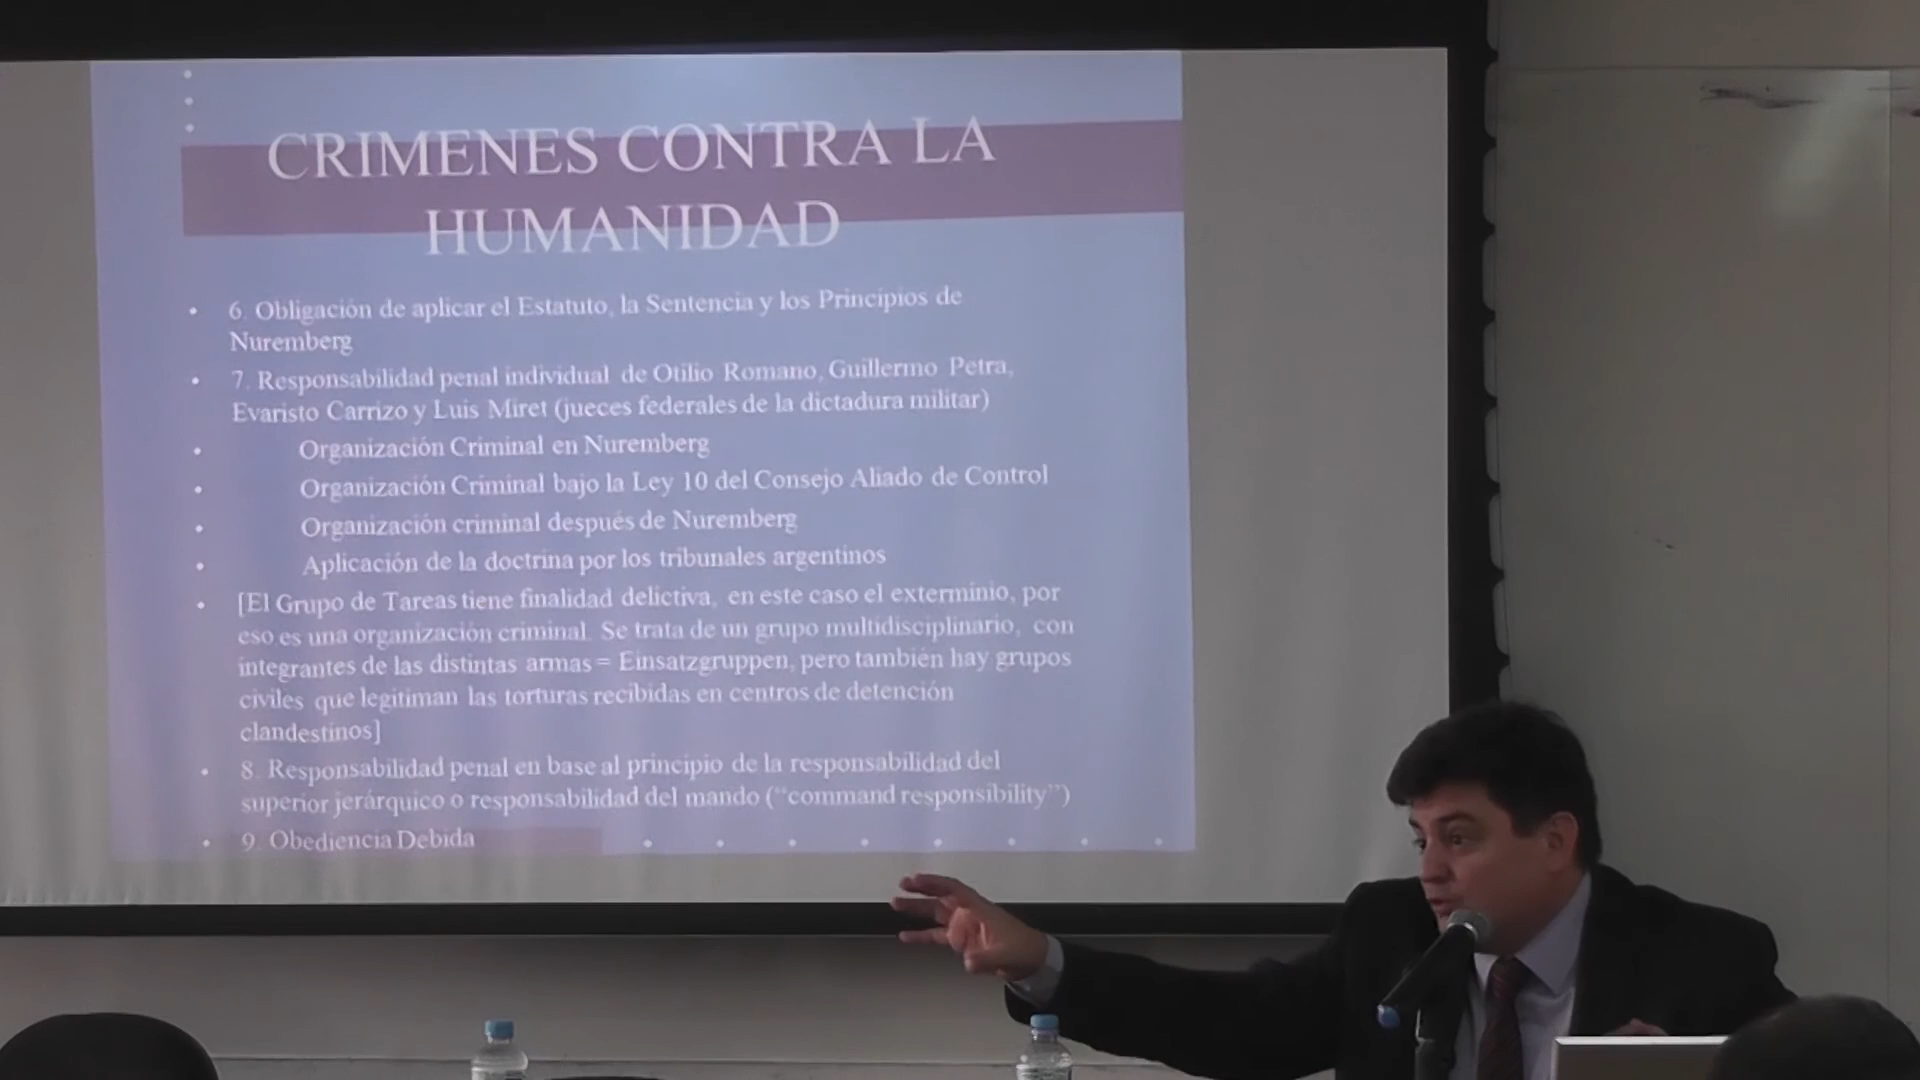 CRIMENES CONTRA LA
HUMANIDAD
• 6. Obligación de aplicar el Estatuto, la Sentencia y los Principios de
Nuremberg
• 7. Responsabilidad penal individual de Otilio Romano, Guillermo Petra,
Evaristo Carrizo y Luis Miret (jueces federales de la dictadura militar)
• Organización Criminal en Nuremberg
• Organización Criminal bajo la Ley 10 del Consejo Aliado de Control
• Organización criminal después de Nuremberg
• Aplicación de la doctrina por los tribunales argentinos
• [El Grupo de Tareas tiene finalidad delictiva, en este caso el exterminio, por
eso es una organización criminal. Se trata de un grupo multidisciplinario, con
integrantes de las distintas armas = Einsatzgruppen, pero también hay grupos
civiles que legitiman las torturas recibidas en centros de detención
clandestinos]
• 8. Responsabilidad penal en base al principio de la responsabilidad del
superior jerárquico o responsabilidad del mando (“command responsibility”)
• 9. Obediencia Debida